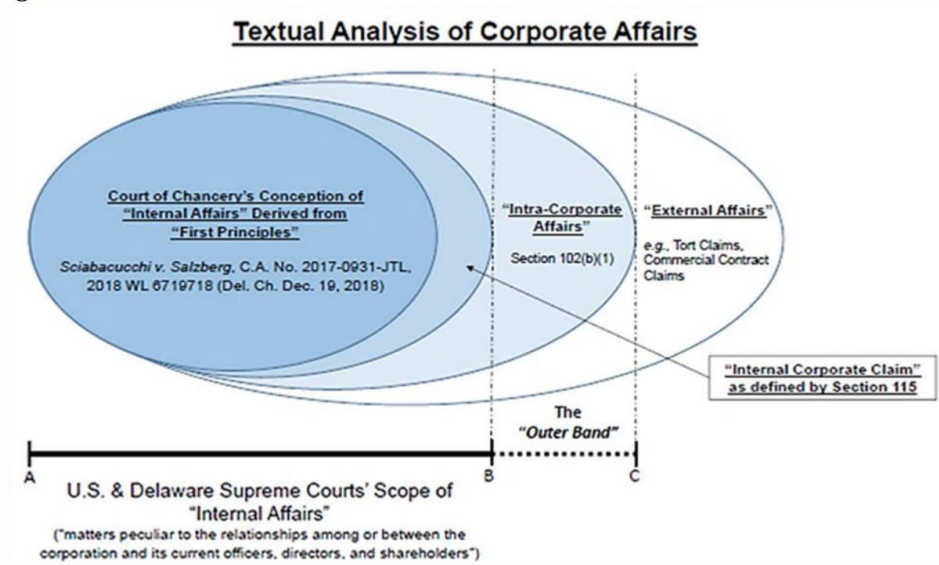 Textual Analysis of Corporate Affairs
Court of Chancery's Conception of
"Internal Affairs" Derived from
"First Principles"
Sciabacucchi v. Salzberg, C.A. No. 2017-0931-JTL,
2018 WL 6719718 (Del. Ch. Dec. 19, 2018)
"Intra-Corporate
Affairs"
Section 102(b)(1)
"External Affairs"
e.g., Tort Claims,
Commercial Contract
Claims
"Internal Corporate Claim"
as defined by Section 115
The
"Outer Band"
A
B
C
U.S. & Delaware Supreme Courts' Scope of
"Internal Affairs"
("matters peculiar to the relationships among or between the
corporation and its current officers, directors, and shareholders")